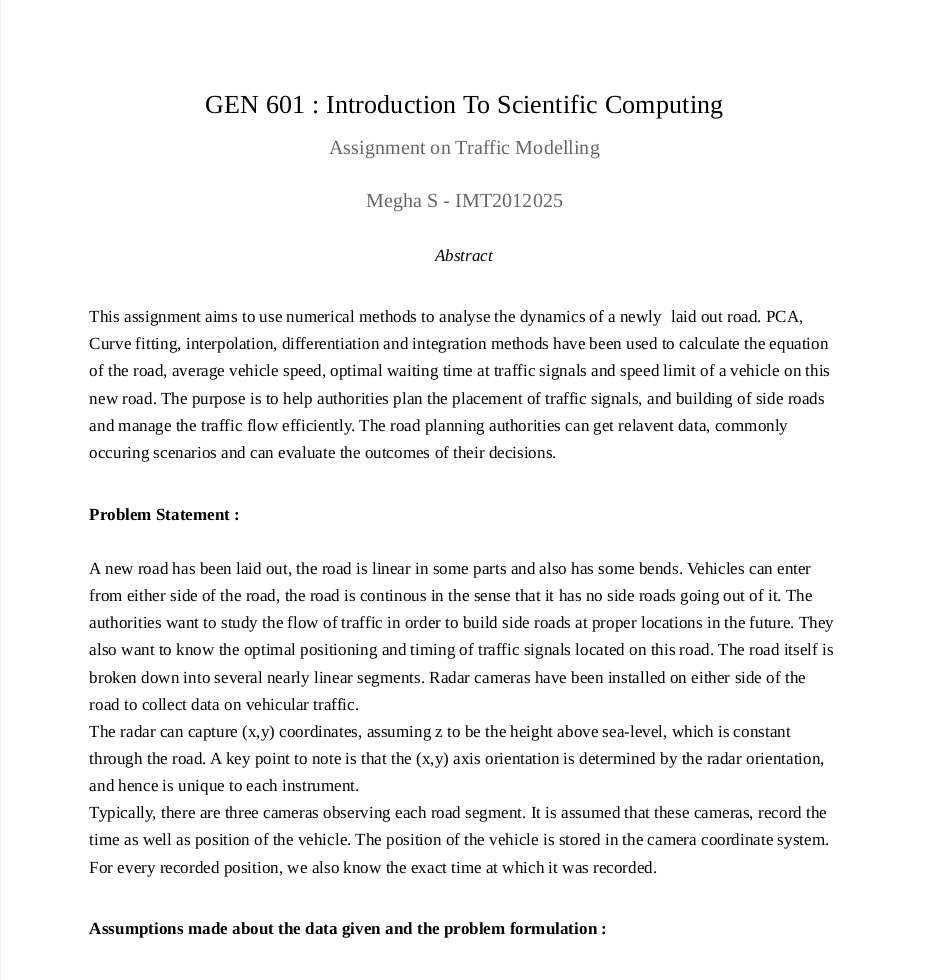 GEN 601 : Introduction To Scientific Computing
Assignment on Traffic Modelling
Megha S - IMT2012025
Abstract
This assignment aims to use numerical methods to analyse the dynamics of a newly  laid out road. PCA,
Curve fitting, interpolation, differentiation and integration methods have been used to calculate the equation
of the road, average vehicle speed, optimal waiting time at traffic signals and speed limit of a vehicle on this
new road. The purpose is to help authorities plan the placement of traffic signals, and building of side roads
and manage the traffic flow efficiently. The road planning authorities can get relavent data, commonly
occuring scenarios and can evaluate the outcomes of their decisions.
Problem Statement :
A new road has been laid out, the road is linear in some parts and also has some bends. Vehicles can enter
from either side of the road, the road is continous in the sense that it has no side roads going out of it. The
authorities want to study the flow of traffic in order to build side roads at proper locations in the future. They
also want to know the optimal positioning and timing of traffic signals located on this road. The road itself is
broken down into several nearly linear segments. Radar cameras have been installed on either side of the
road to collect data on vehicular traffic.
The radar can capture (x,y) coordinates, assuming z to be the height above sea-level, which is constant
through the road. A key point to note is that the (x,y) axis orientation is determined by the radar orientation,
and hence is unique to each instrument.
Typically, there are three cameras observing each road segment. It is assumed that these cameras, record the
time as well as position of the vehicle. The position of the vehicle is stored in the camera coordinate system.
For every recorded position, we also know the exact time at which it was recorded.
Assumptions made about the data given and the problem formulation :